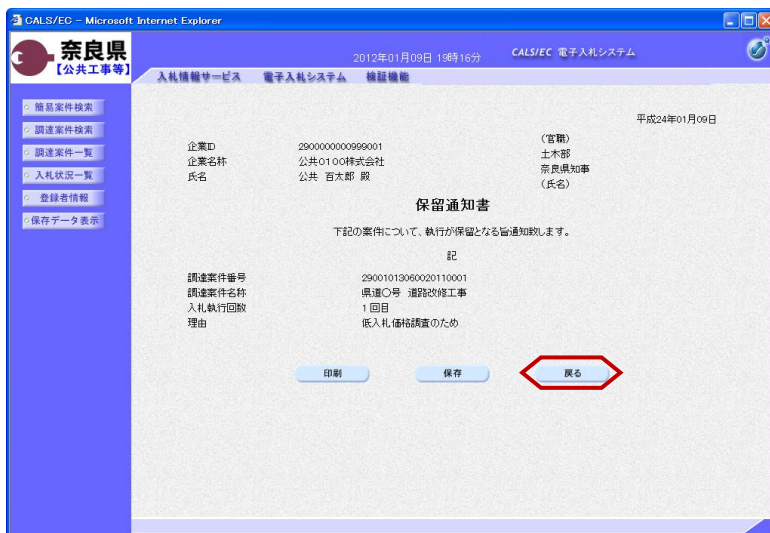 CALS/EC - Microsoft Internet Explorer
奈良県
【公共工事等】
2012年01月09日 19時16分
CALS/EC 電子入札システム
入札情報サービス 電子入札システム 検証機能
簡易案件検索
調達案件検索
調達案件一覧
入札状況一覧
登録者情報
保存データ表示
平成24年01月09日
企業ID 2900000000999001
企業名称 公共0100株式会社
氏名 公共 百太郎 殿
(官職)
土木部
奈良県知事
(氏名)
保留通知書
下記の案件について、執行が保留となる旨通知致します。
記
調達案件番号 29001013060020110001
調達案件名称 県道〇号 道路改修工事
入札執行回数 1回目
理由 低入札価格調査のため
印刷 保存 戻る